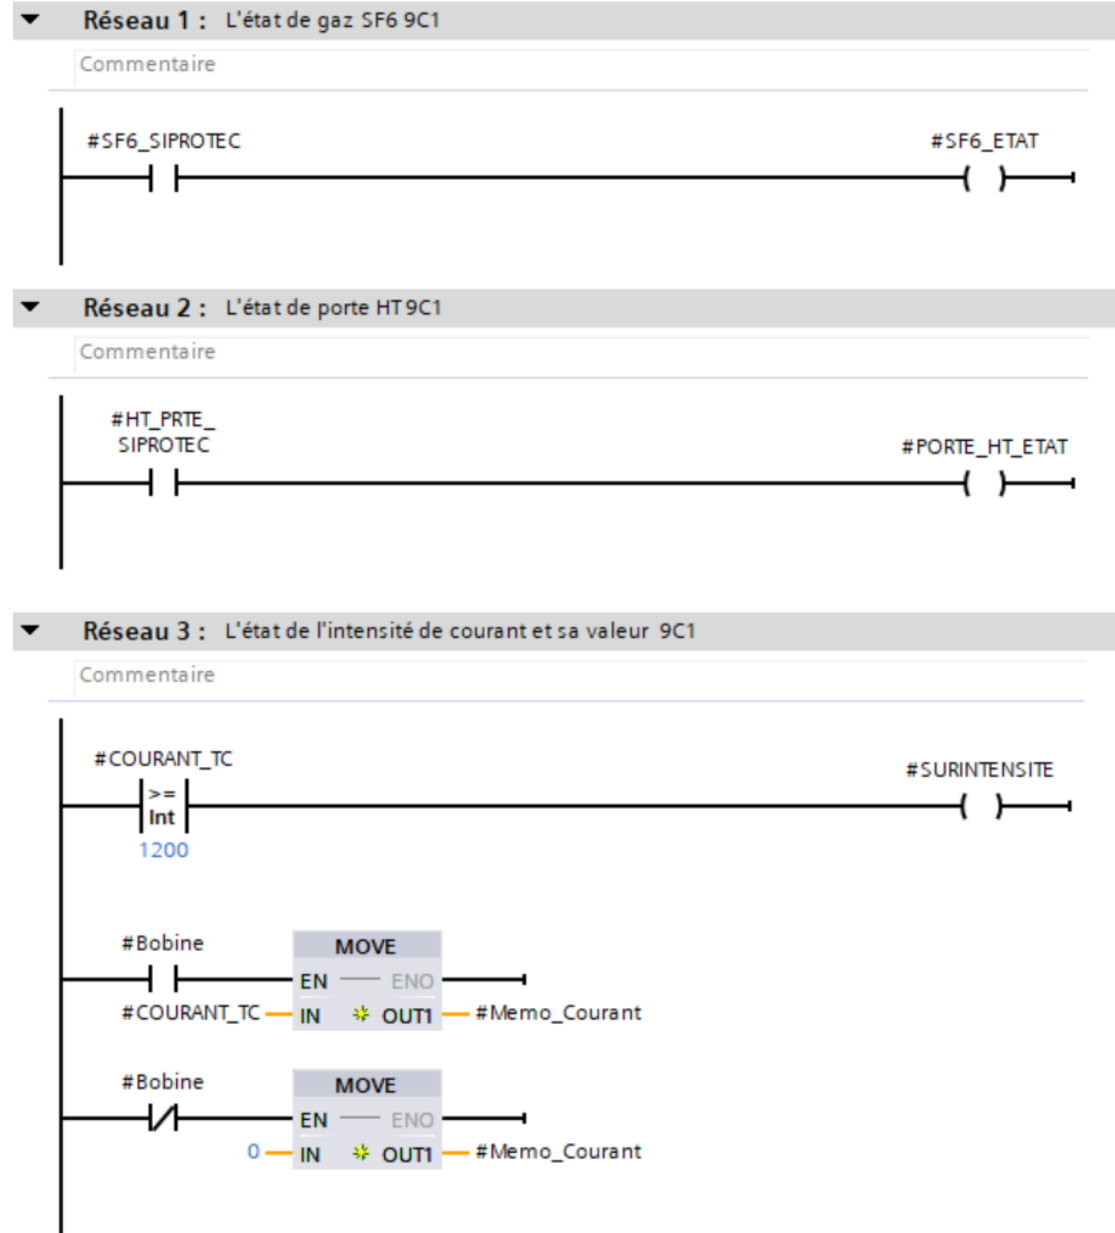 Réseau 1 : L'état de gaz SF6 9C1
Commentaire
#SF6_SIPROTEC
#SF6_ETAT
Réseau 2 : L'état de porte HT 9C1
Commentaire
#HT_PRTE_
SIPROTEC
#PORTE_HT_ETAT
Réseau 3 : L'état de l'intensité de courant et sa valeur 9C1
Commentaire
#COURANT_TC
#SURINTENSITE
>=
Int
1200
#Bobine
MOVE
EN ENO
#COURANT_TC IN OUT1 #Memo_Courant
#Bobine
MOVE
EN ENO
0 IN OUT1 #Memo_Courant